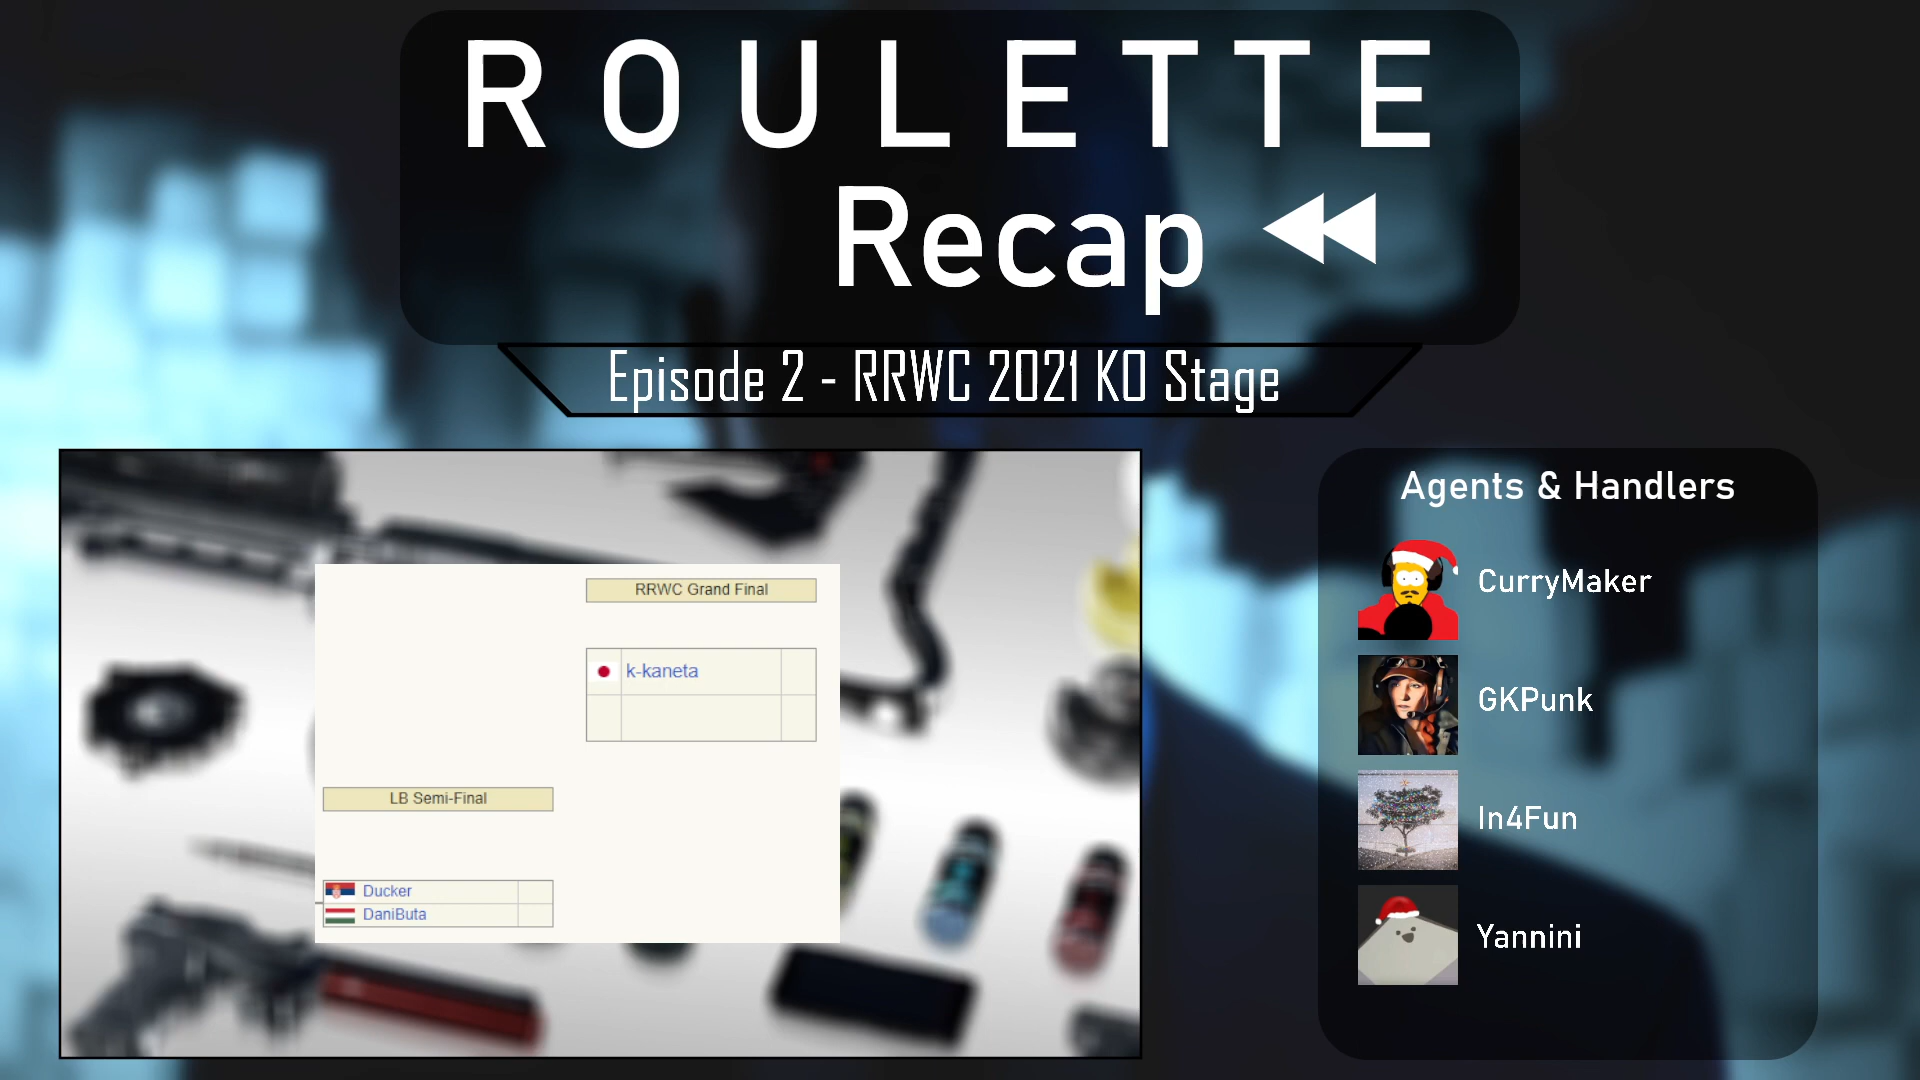 ROULETTE
Recap
Episode 2 - RRWC 2021 KO Stage
RRWC Grand Final
k-kaneta
LB Semi-Final
Ducker
DaniButa
Agents & Handlers
CurryMaker
GKPunk
In4Fun
Yannini